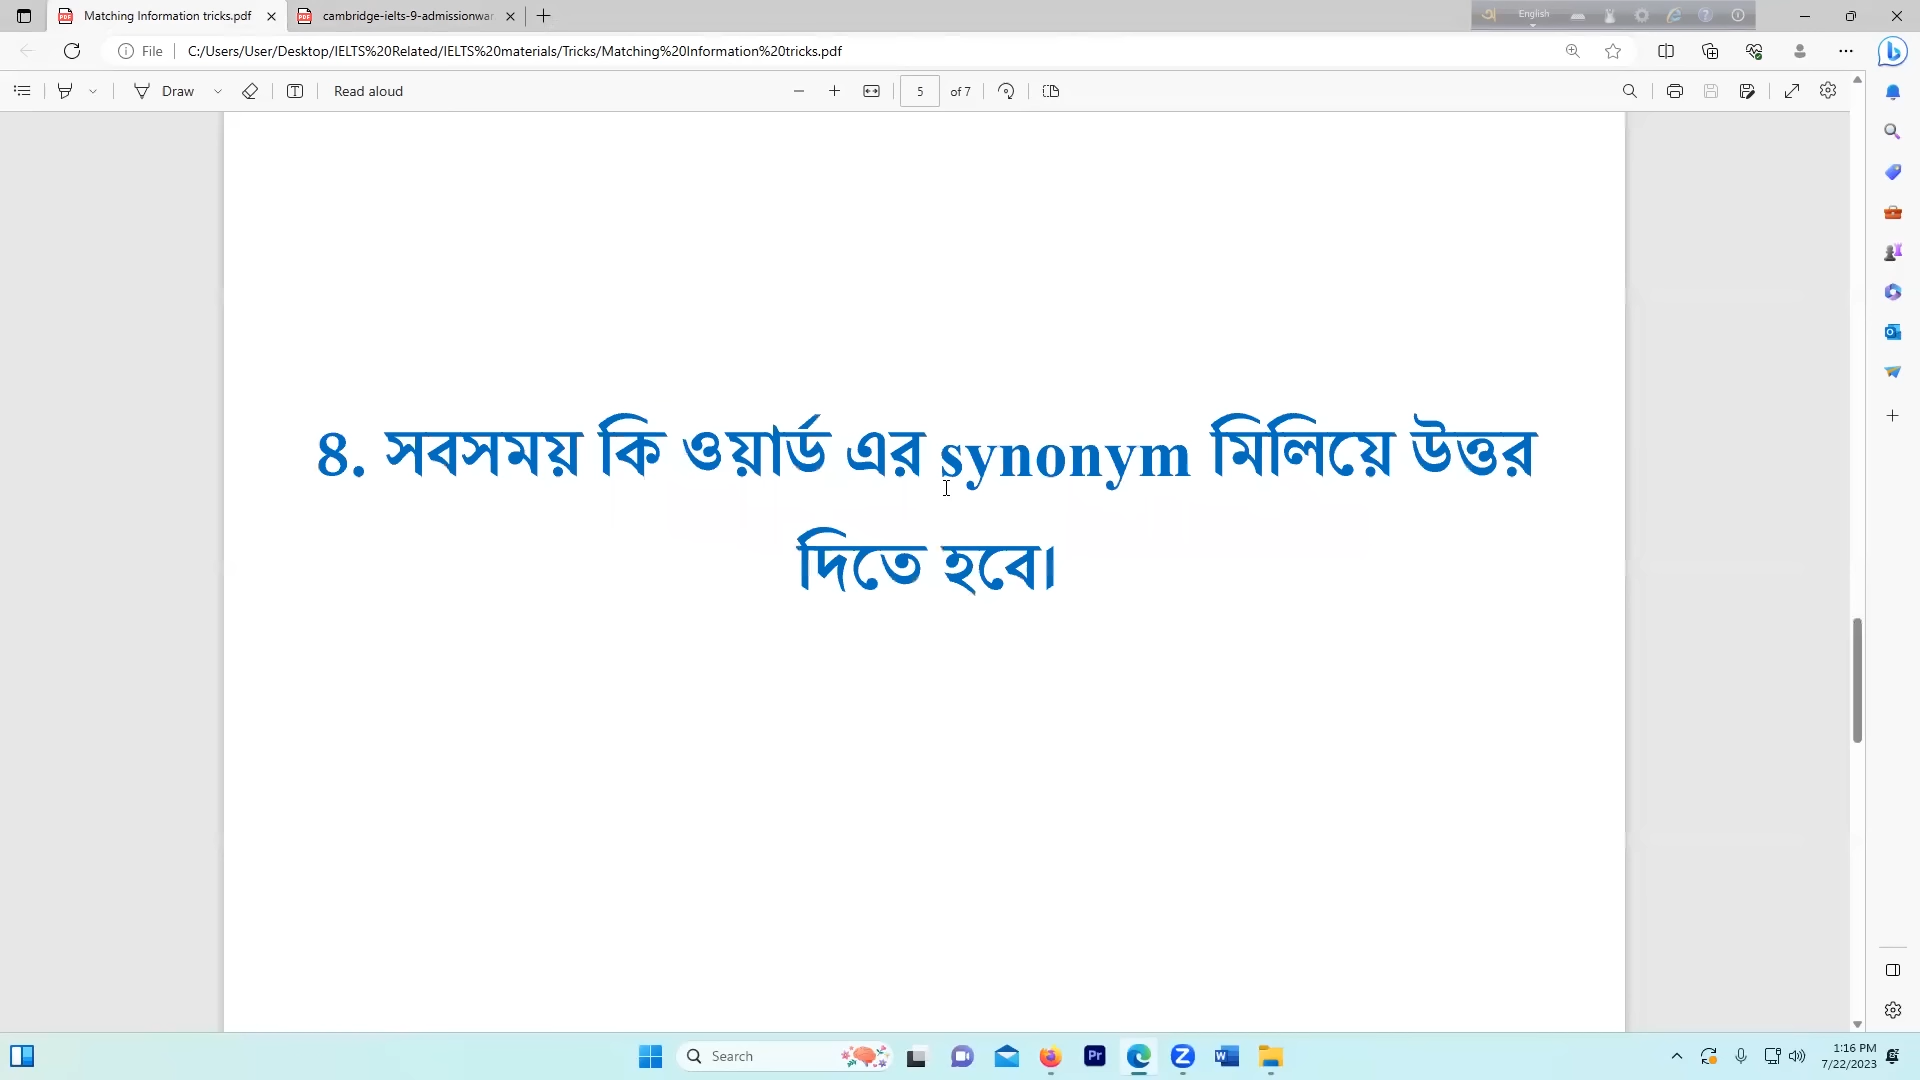 Matching Information tricks.pdf
cambridge-ielts-9-admissionwar
English
File
C:/Users/User/Desktop/IELTS%20Related/IELTS%20materials/Tricks/Matching%20Information%20tricks.pdf
Draw
Read aloud
5
of 7
8. সবসময় কি ওয়ার্ড এর synonym মিলিয়ে উত্তর
দিতে হবে।
Search
1:16 PM
7/22/2023